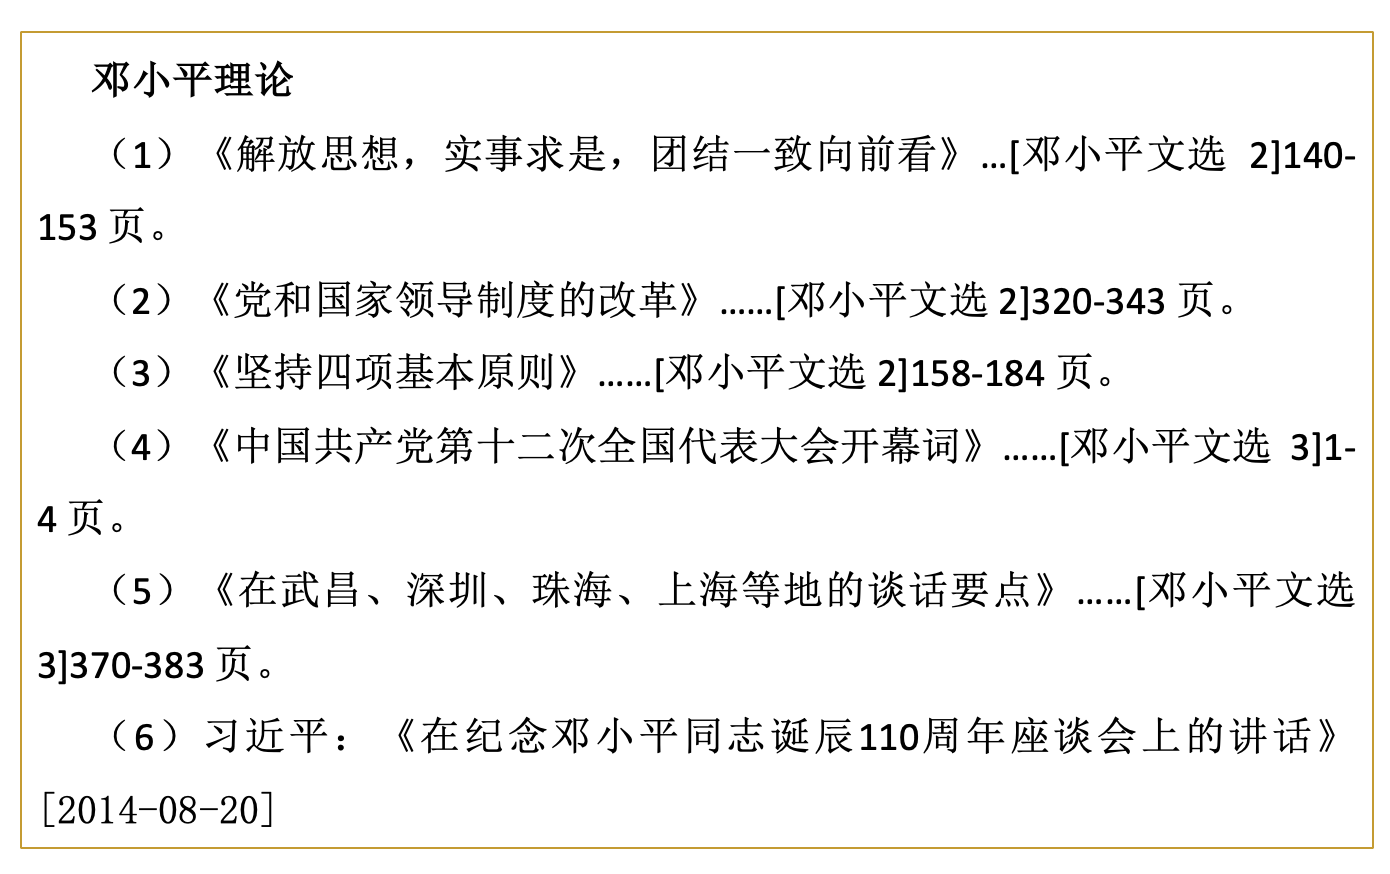 邓小平理论
（1）《解放思想，实事求是，团结一致向前看》…[邓小平文选 2]140-
153 页。
（2）《党和国家领导制度的改革》……[邓小平文选 2]320-343 页。
（3）《坚持四项基本原则》……[邓小平文选 2]158-184 页。
（4）《中国共产党第十二次全国代表大会开幕词》……[邓小平文选 3]1-
4 页。
（5）《在武昌、深圳、珠海、上海等地的谈话要点》……[邓小平文选
3]370-383 页。
（6）习近平：《在纪念邓小平同志诞辰110周年座谈会上的讲话》
[2014-08-20]